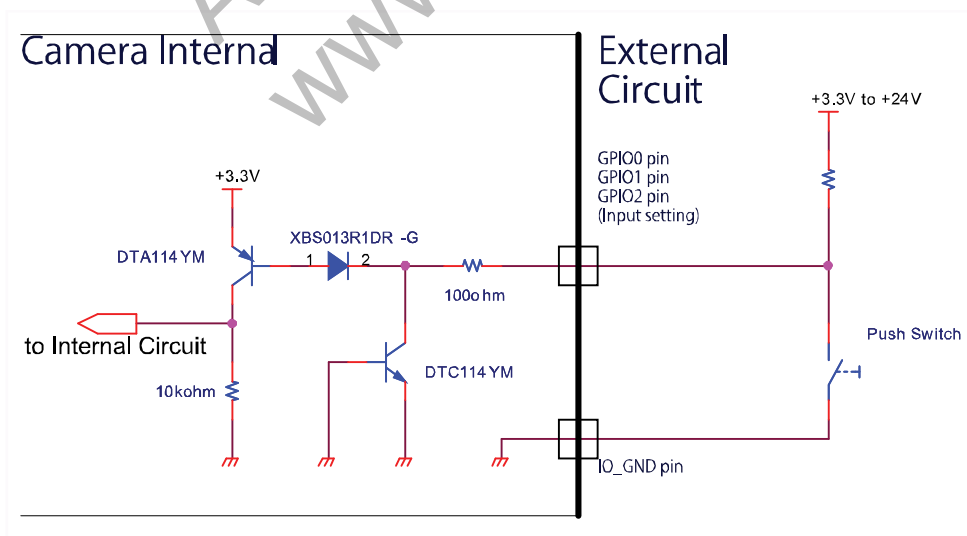 Camera Internal
External
Circuit
+3.3V to +24V
GPIO0 pin
GPIO1 pin
GPIO2 pin
(Input setting)
+3.3V
XBS013R1DR -G
DTA114YM
1
2
100ohm
to Internal Circuit
Push Switch
DTC114YM
10kohm
IO_GND pin